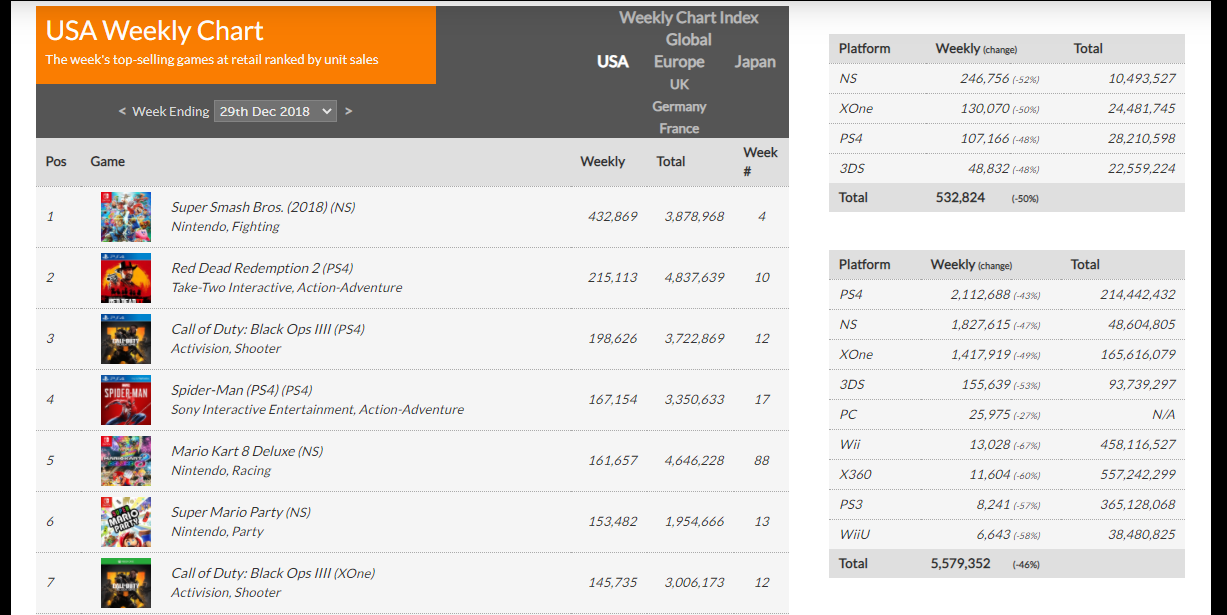 USA Weekly Chart
The week's top-selling games at retail ranked by unit sales
< Week Ending 29th Dec 2018 >
Weekly Chart Index
Global
USA Europe Japan
UK
Germany
France
Pos Game Weekly Total Week #
1 Super Smash Bros. (2018) (NS) 432,869 3,878,968 4
Nintendo, Fighting
2 Red Dead Redemption 2 (PS4) 215,113 4,837,639 10
Take-Two Interactive, Action-Adventure
3 Call of Duty: Black Ops IIII (PS4) 198,626 3,722,869 12
Activision, Shooter
4 Spider-Man (PS4) (PS4) 167,154 3,350,633 17
Sony Interactive Entertainment, Action-Adventure
5 Mario Kart 8 Deluxe (NS) 161,657 4,646,228 88
Nintendo, Racing
6 Super Mario Party (NS) 153,482 1,954,666 13
Nintendo, Party
7 Call of Duty: Black Ops IIII (XOne) 145,735 3,006,173 12
Activision, Shooter
Platform Weekly (change) Total
NS 246,756 (-52%) 10,493,527
XOne 130,070 (-50%) 24,481,745
PS4 107,166 (-48%) 28,210,598
3DS 48,832 (-48%) 22,559,224
Total 532,824 (-50%)
Platform Weekly (change) Total
PS4 2,112,688 (-43%) 214,442,432
NS 1,827,615 (-47%) 48,604,805
XOne 1,417,919 (-49%) 165,616,079
3DS 155,639 (-53%) 93,739,297
PC 25,975 (-27%) N/A
Wii 13,028 (-67%) 458,116,527
X360 11,604 (-60%) 557,242,299
PS3 8,241 (-57%) 365,128,068
WiiU 6,643 (-58%) 38,480,825
Total 5,579,352 (-46%)